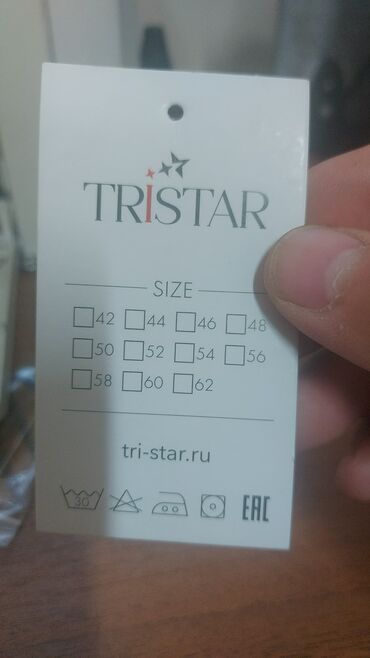 TRISTAR
SIZE
42 44 46 48
50 52 54 56
58 60 62
tri-star.ru
30 EAC